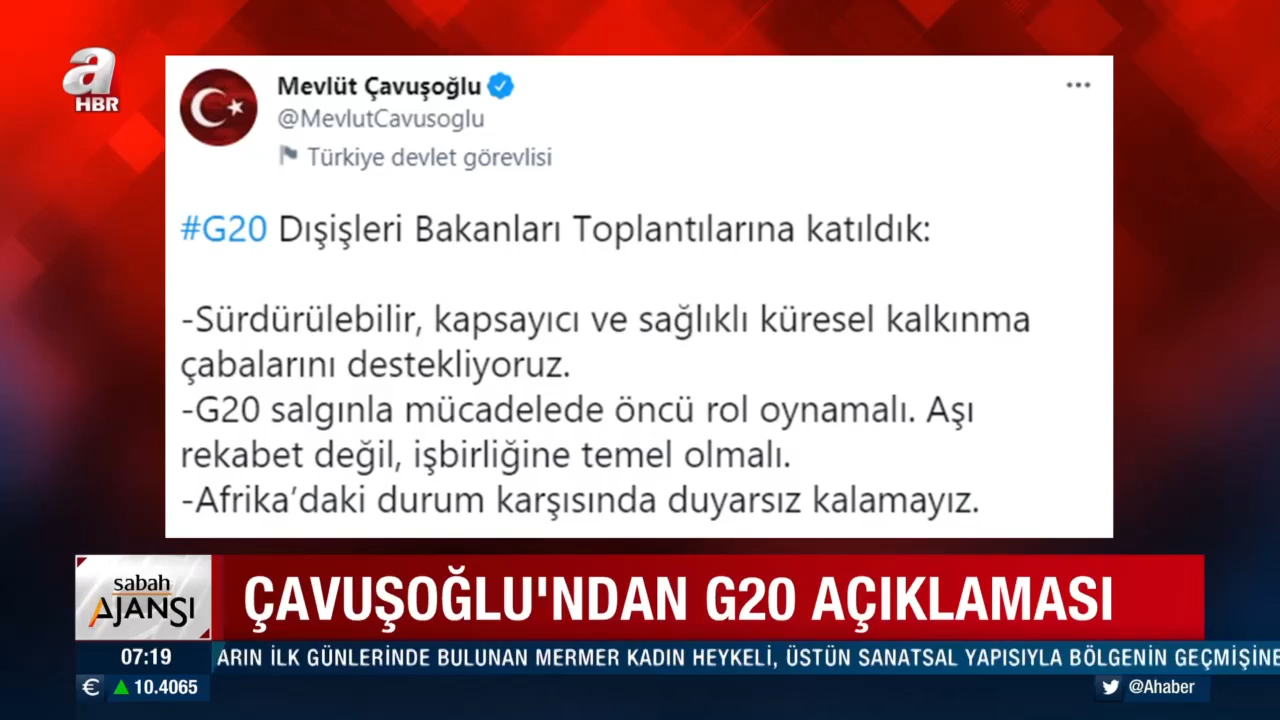 a
HBR
Mevlüt Çavuşoğlu
@MevlutCavusoglu
Türkiye devlet görevlisi
#G20 Dışişleri Bakanları Toplantılarına katıldık:
-Sürdürülebilir, kapsayıcı ve sağlıklı küresel kalkınma
çabalarını destekliyoruz.
-G20 salgınla mücadelede öncü rol oynamalı. Aşı
rekabet değil, işbirliğine temel olmalı.
-Afrika’daki durum karşısında duyarsız kalamayız.
sabah
AJANSI
ÇAVUŞOĞLU'NDAN G20 AÇIKLAMASI
07:19
ARIN İLK GÜNLERİNDE BULUNAN MERMER KADIN HEYKELİ, ÜSTÜN SANATSAL YAPISIYLA BÖLGENİN GEÇMİŞİNE
€ ▲ 10.4065
@Ahaber